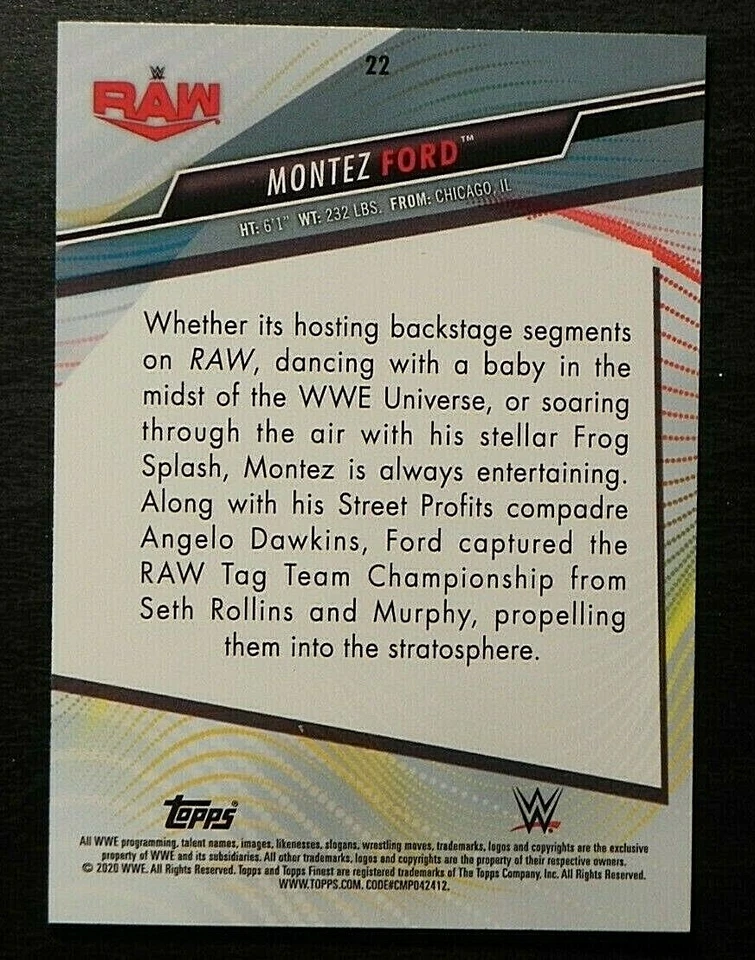 22
W
RAW
MONTEZ FORD™
HT: 6'1" WT: 232 LBS. FROM: CHICAGO, IL
Whether its hosting backstage segments
on RAW, dancing with a baby in the
midst of the WWE Universe, or soaring
through the air with his stellar Frog
Splash, Montez is always entertaining.
Along with his Street Profits compadre
Angelo Dawkins, Ford captured the
RAW Tag Team Championship from
Seth Rollins and Murphy, propelling
them into the stratosphere.
topps®
W
All WWE programming, talent names, images, likenesses, slogans, wrestling moves, trademarks, logos and copyrights are the exclusive
property of WWE and its subsidiaries. All other trademarks, logos and copyrights are the property of their respective owners.
© 2020 WWE. All Rights Reserved. Topps and Topps Finest are registered trademarks of The Topps Company, Inc. All Rights Reserved.
WWW.TOPPS.COM. CODE#CMP042412.